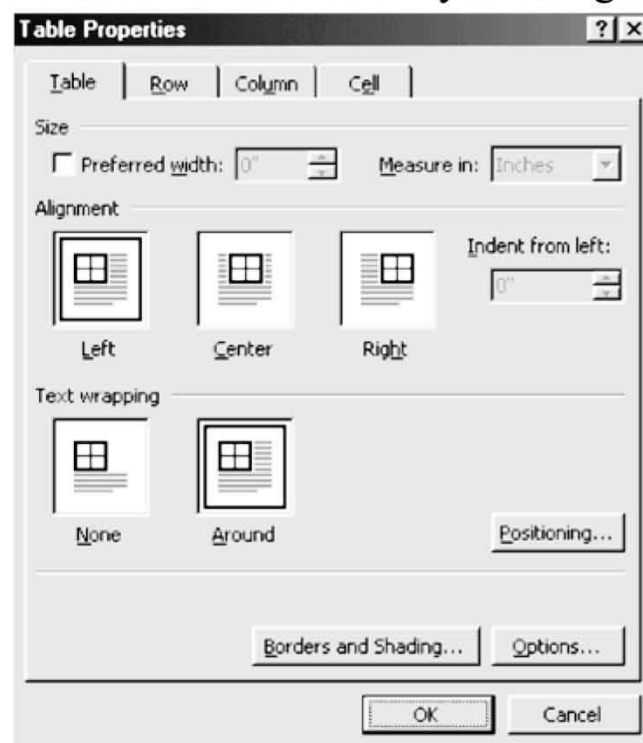 Table Properties ? ×
Table Row Column Cell
Size
Preferred width: 0" Measure in: Inches
Alignment
Indent from left:
0"
Left Center Right
Text wrapping
None Around Positioning...
Borders and Shading... Options...
OK Cancel